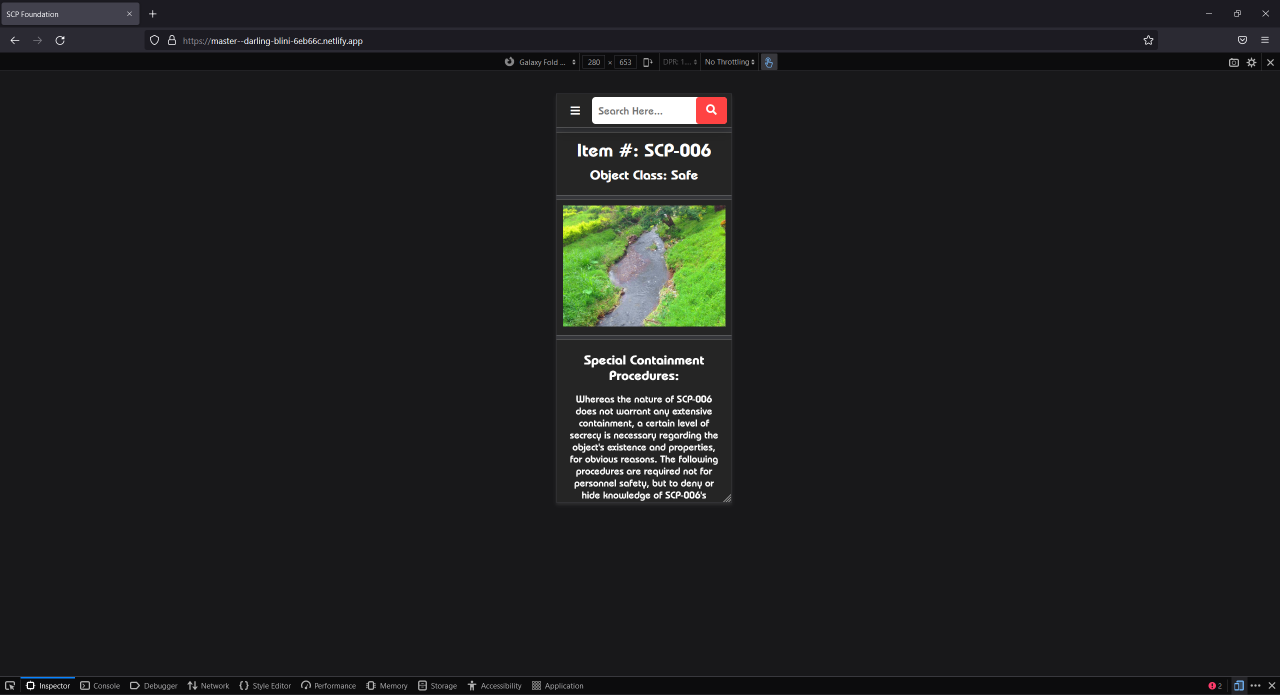 SCP Foundation
https://master--darling-blini-6eb66c.netlify.app
Galaxy Fold ... 280 × 653 DPR: 1... No Throttling
Search Here...
Item #: SCP-006
Object Class: Safe
Special Containment
Procedures:
Whereas the nature of SCP-006
does not warrant any extensive
containment, a certain level of
secrecy is necessary regarding the
object's existence and properties,
for obvious reasons. The following
procedures are required not for
personnel safety, but to deny or
hide knowledge of SCP-006's
Inspector Console Debugger Network Style Editor Performance Memory Storage Accessibility Application 2